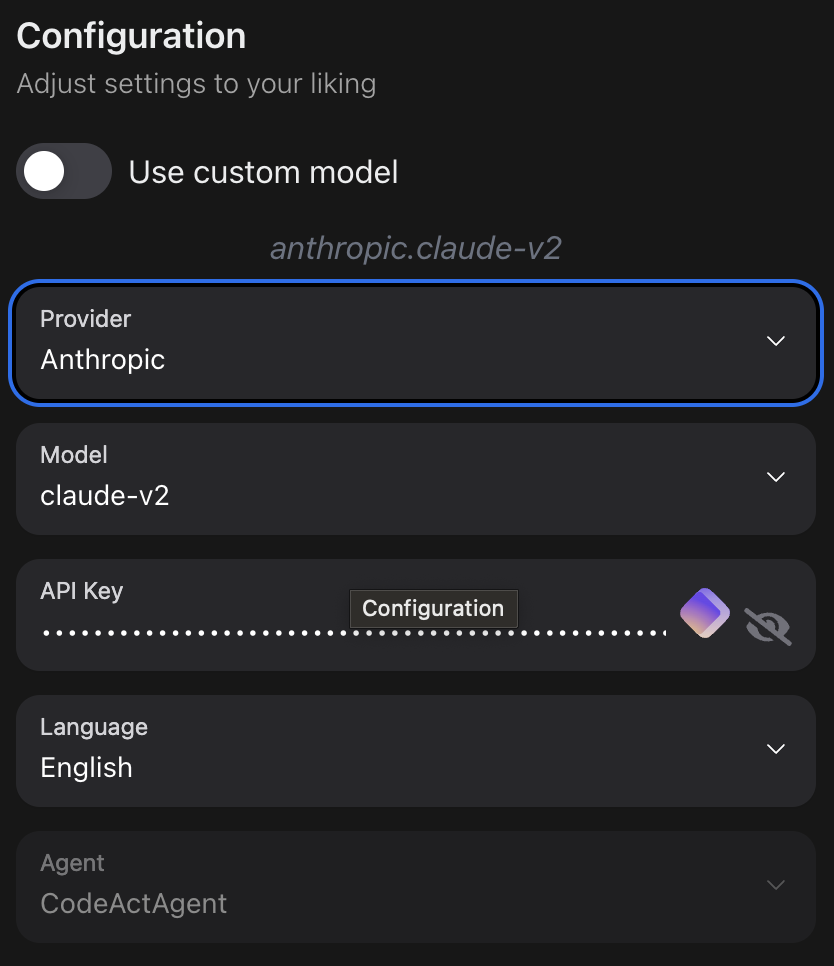 Configuration
Adjust settings to your liking
Use custom model
anthropic.claude-v2
Provider
Anthropic
Model
claude-v2
API Key
Configuration
Language
English
Agent
CodeActAgent